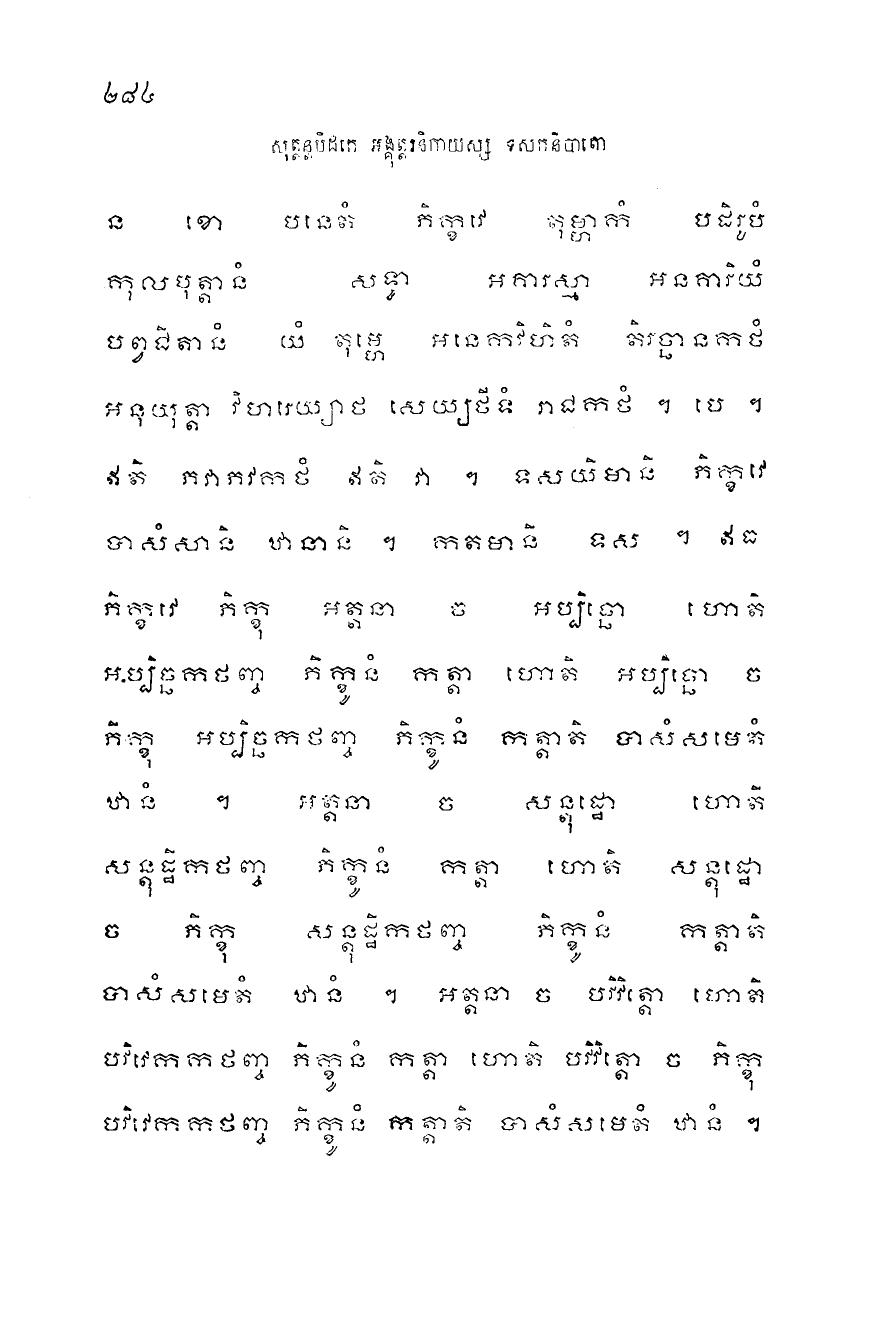 ២៨៤
សុត្តន្តបិដកេ អង្គុត្តរនិកាយស្ស ទសកនិបាតោ
ន ខោ បនេតំ ភិក្ខវេ តុម្ហាកំ បដិរូបំ
កុលបុត្តានំ សទ្ធា អគារស្មា អនគារិយំ
បព្វជិតានំ យំ តុម្ហេ អនេកវិហិតំ តិរច្ឆានកថំ
អនុយុត្តា វិហរេយ្យាថ សេយ្យថីទំ រាជកថំ ។ បេ ។
ឥតិ ភវាភវកថំ ឥតិ វា ។ ទសយិមានិ ភិក្ខវេ
បាសំសានិ ឋានានិ ។ កតមានិ ទស ។ ឥធ
ភិក្ខវេ ភិក្ខុ អត្តនា ច អប្បិច្ឆោ ហោតិ
អប្បិច្ឆកថញ្ច ភិក្ខូនំ កត្តា ហោតិ អប្បិច្ឆោ ច
ភិក្ខុ អប្បិច្ឆកថញ្ច ភិក្ខូនំ កត្តាតិ បាសំសមេតំ
ឋានំ ។ អត្តនា ច សន្តុដ្ឋោ ហោតិ
សន្តុដ្ឋិកថញ្ច ភិក្ខូនំ កត្តា ហោតិ សន្តុដ្ឋោ
ច ភិក្ខុ សន្តុដ្ឋិកថញ្ច ភិក្ខូនំ កត្តាតិ
បាសំសមេតំ ឋានំ ។ អត្តនា ច បវិវិត្តោ ហោតិ
បវិវេកកថញ្ច ភិក្ខូនំ កត្តា ហោតិ បវិវិត្តោ ច ភិក្ខុ
បវិវេកកថញ្ច ភិក្ខូនំ កត្តាតិ បាសំសមេតំ ឋានំ ។